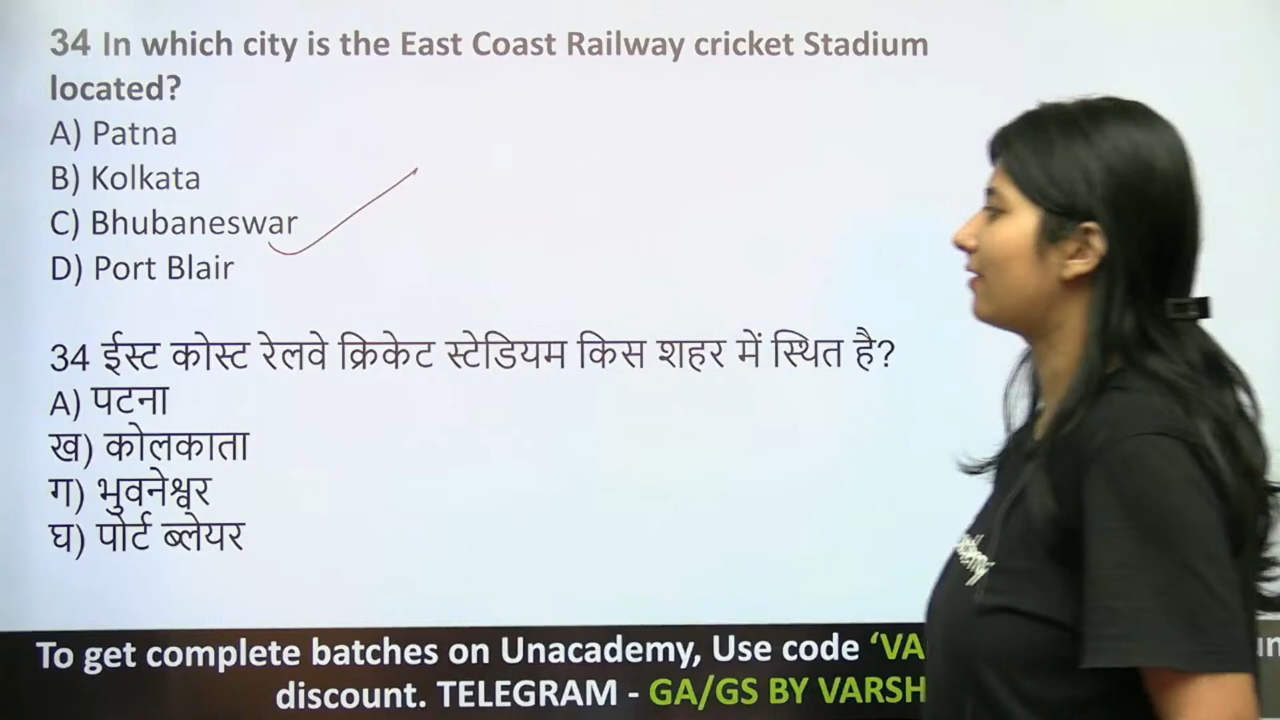 34 In which city is the East Coast Railway cricket Stadium
located?
A) Patna
B) Kolkata
C) Bhubaneswar
D) Port Blair
34 ईस्ट कोस्ट रेलवे क्रिकेट स्टेडियम किस शहर में स्थित है?
A) पटना
ख) कोलकाता
ग) भुवनेश्वर
घ) पोर्ट ब्लेयर
To get complete batches on Unacademy, Use code ‘VA
discount. TELEGRAM - GA/GS BY VARSH